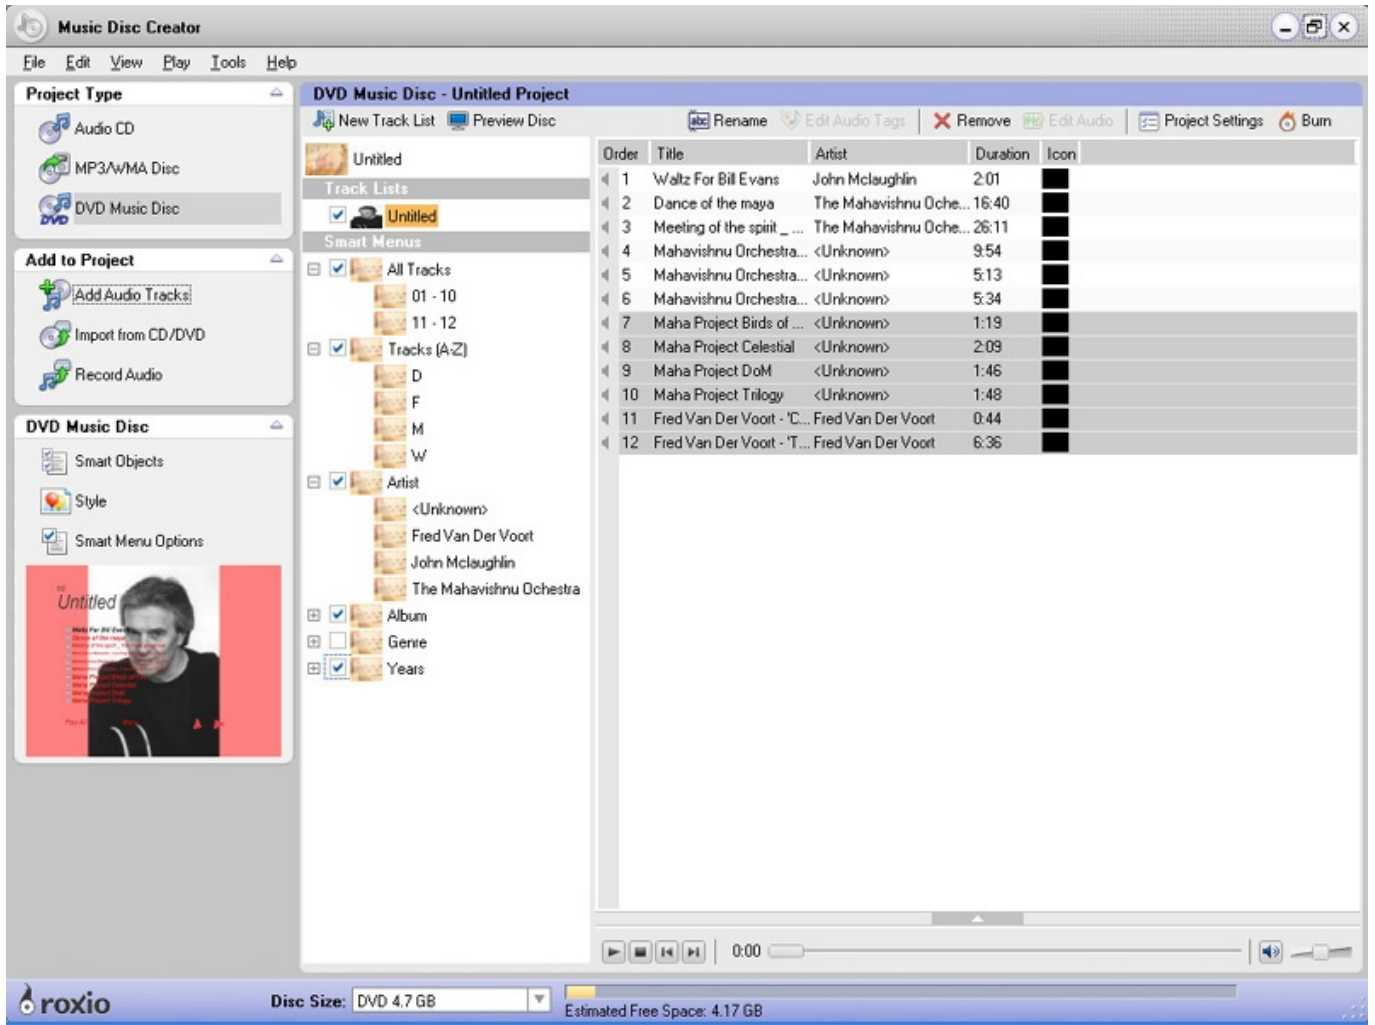 Music Disc Creator
File Edit View Play Tools Help
Project Type
Audio CD
MP3/WMA Disc
DVD Music Disc
Add to Project
Add Audio Tracks
Import from CD/DVD
Record Audio
DVD Music Disc
Smart Objects
Style
Smart Menu Options
Untitled
DVD Music Disc - Untitled Project
New Track List Preview Disc Rename Edit Audio Tags Remove Edit Audio Project Settings Burn
Untitled
Track Lists
Untitled
Smart Menus
All Tracks
01 - 10
11 - 12
Tracks (A-Z)
D
F
M
W
Artist
<Unknown>
Fred Van Der Voort
John Mclaughlin
The Mahavishnu Ochestra
Album
Genre
Years
Order Title Artist Duration Icon
1 Waltz For Bill Evans John Mclaughlin 2:01
2 Dance of the maya The Mahavishnu Oche... 16:40
3 Meeting of the spirit _ ... The Mahavishnu Oche... 26:11
4 Mahavishnu Orchestra... <Unknown> 9:54
5 Mahavishnu Orchestra... <Unknown> 5:13
6 Mahavishnu Orchestra... <Unknown> 5:34
7 Maha Project Birds of ... <Unknown> 1:19
8 Maha Project Celestial <Unknown> 2:09
9 Maha Project DoM <Unknown> 1:46
10 Maha Project Trilogy <Unknown> 1:48
11 Fred Van Der Voort - 'C... Fred Van Der Voort 0:44
12 Fred Van Der Voort - 'T... Fred Van Der Voort 6:36
0:00
roxio
Disc Size: DVD 4.7 GB
Estimated Free Space: 4.17 GB